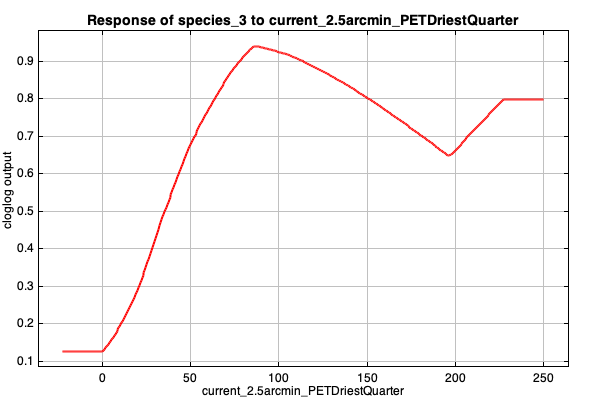 Response of species_3 to current_2.5arcmin_PETDriestQuarter
cloglog output
0.9
0.8
0.7
0.6
0.5
0.4
0.3
0.2
0.1
0 50 100 150 200 250
current_2.5arcmin_PETDriestQuarter